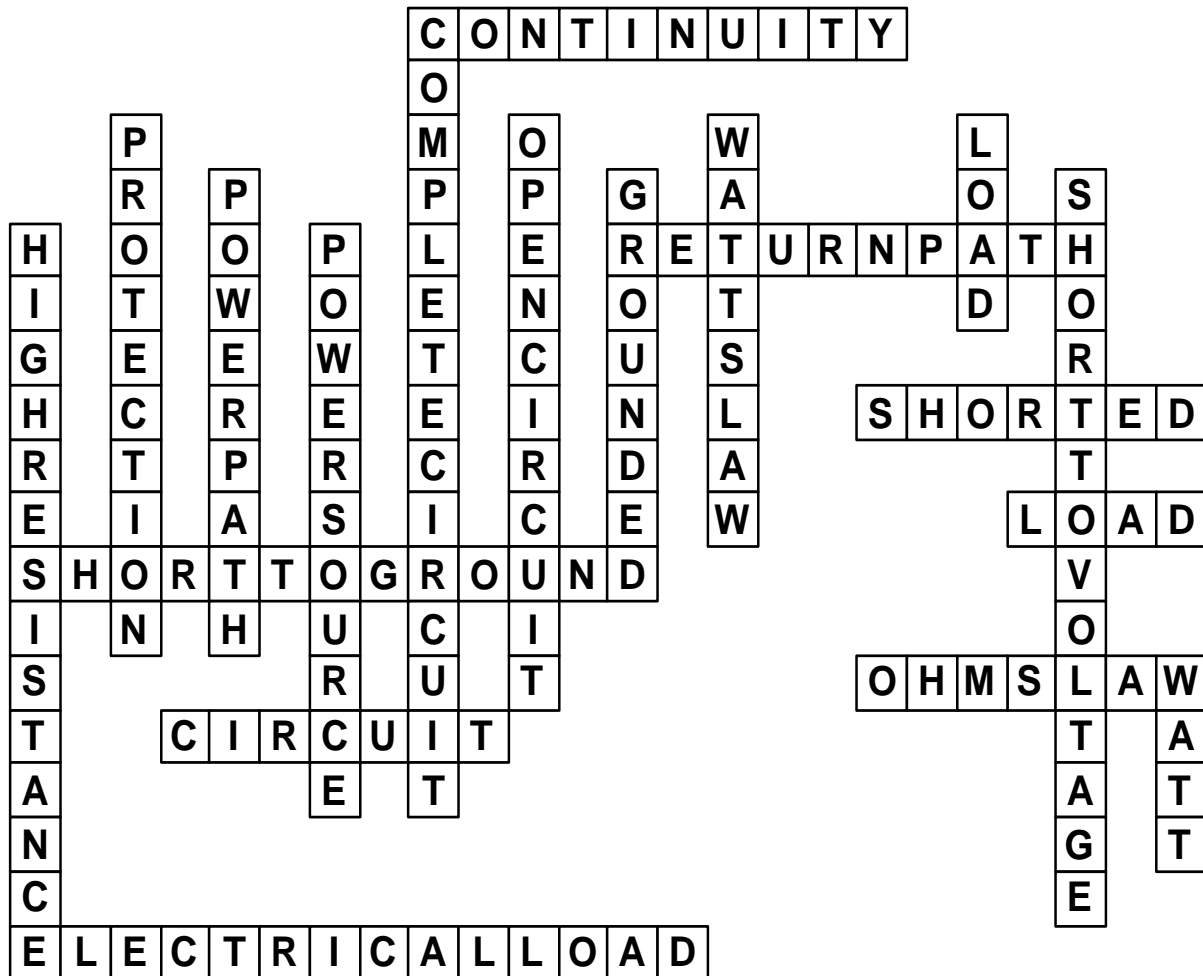 CONTINUITY
COMPLETECIRCUIT
PROTECTION
OPENCIRCUIT
WATTSLAW
LOAD
POWERPATH
GROUNDED
SHORTTOVOLTAGE
HIGHRESISTANCE
POWERSOURCE
RETURNPATH
SHORTED
LOAD
SHORTTOGROUND
OHMSLAW
WATT
CIRCUIT
ELECTRICALLOAD